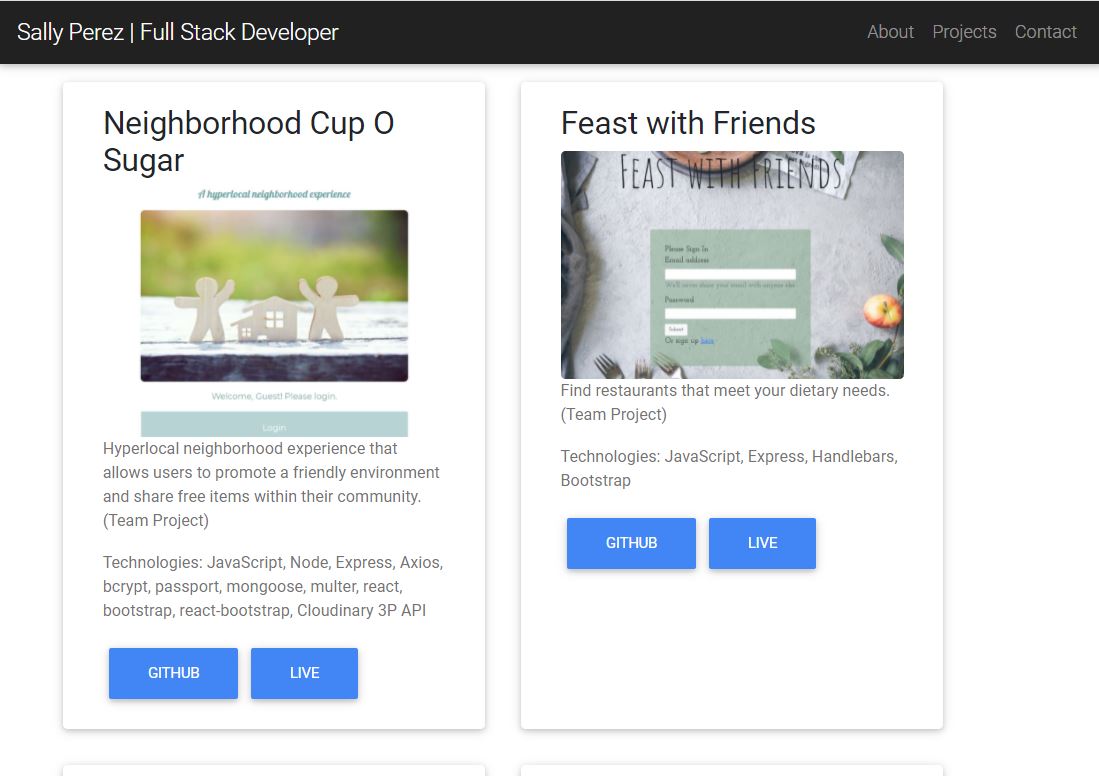 Sally Perez | Full Stack Developer
About Projects Contact
Neighborhood Cup O
Sugar
A hyperlocal neighborhood experience
Welcome, Guest! Please login.
Login
Hyperlocal neighborhood experience that
allows users to promote a friendly environment
and share free items within their community.
(Team Project)
Technologies: JavaScript, Node, Express, Axios,
bcrypt, passport, mongoose, multer, react,
bootstrap, react-bootstrap, Cloudinary 3P API
GITHUB LIVE
Feast with Friends
FEAST WITH FRIENDS
Please Sign In
Email address
We'll never share your email with anyone else
Password
Submit
Or sign up here
Find restaurants that meet your dietary needs.
(Team Project)
Technologies: JavaScript, Express, Handlebars,
Bootstrap
GITHUB LIVE